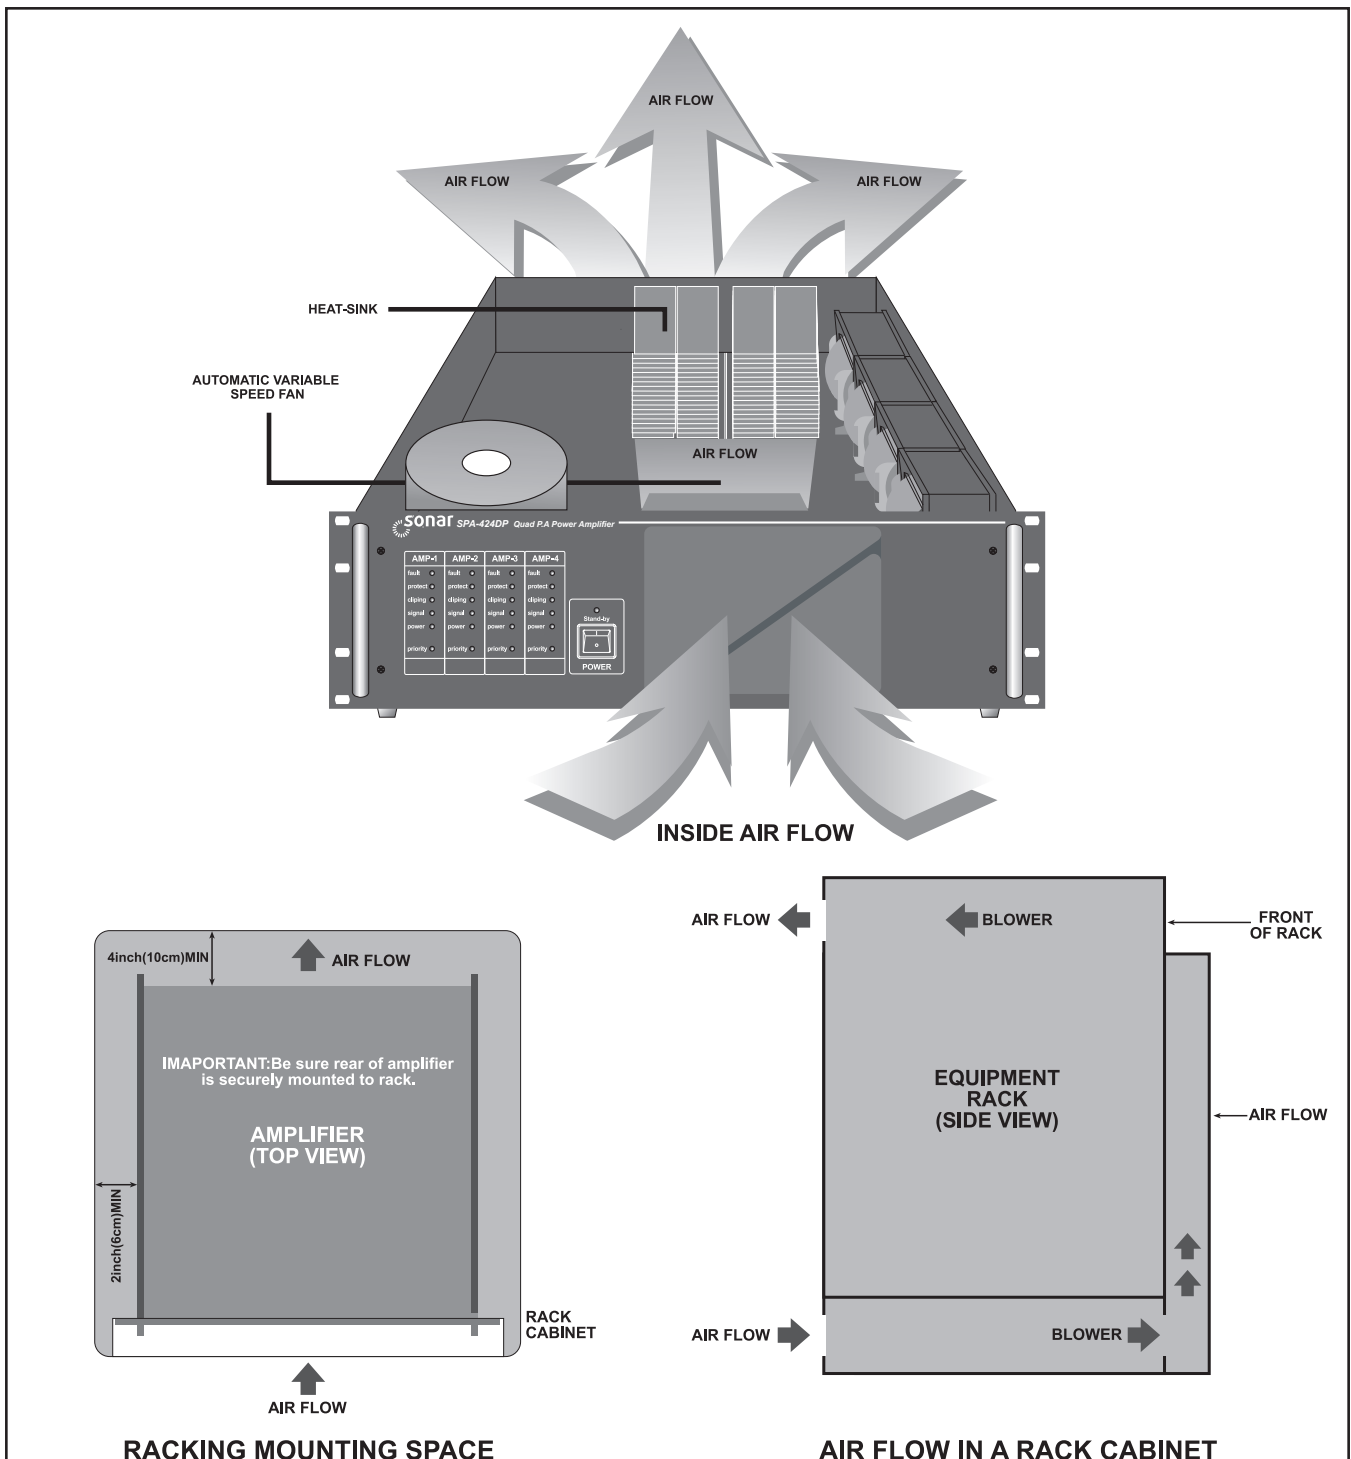 AIR FLOW
AIR FLOW
AIR FLOW
HEAT-SINK
AUTOMATIC VARIABLE
SPEED FAN
AIR FLOW
sonar SPA-424DP Quad P.A Power Amplifier
AMP-1 AMP-2 AMP-3 AMP-4
fault fault fault fault
protect protect protect protect
cliping cliping cliping cliping
signal signal signal signal
power power power power
priority priority priority priority
Stand-by
POWER
INSIDE AIR FLOW
4inch(10cm)MIN
AIR FLOW
IMAPORTANT:Be sure rear of amplifier
is securely mounted to rack.
AMPLIFIER
(TOP VIEW)
2inch(6cm)MIN
RACK
CABINET
AIR FLOW
RACKING MOUNTING SPACE
AIR FLOW
BLOWER
FRONT
OF RACK
EQUIPMENT
RACK
(SIDE VIEW)
AIR FLOW
AIR FLOW
BLOWER
AIR FLOW IN A RACK CABINET